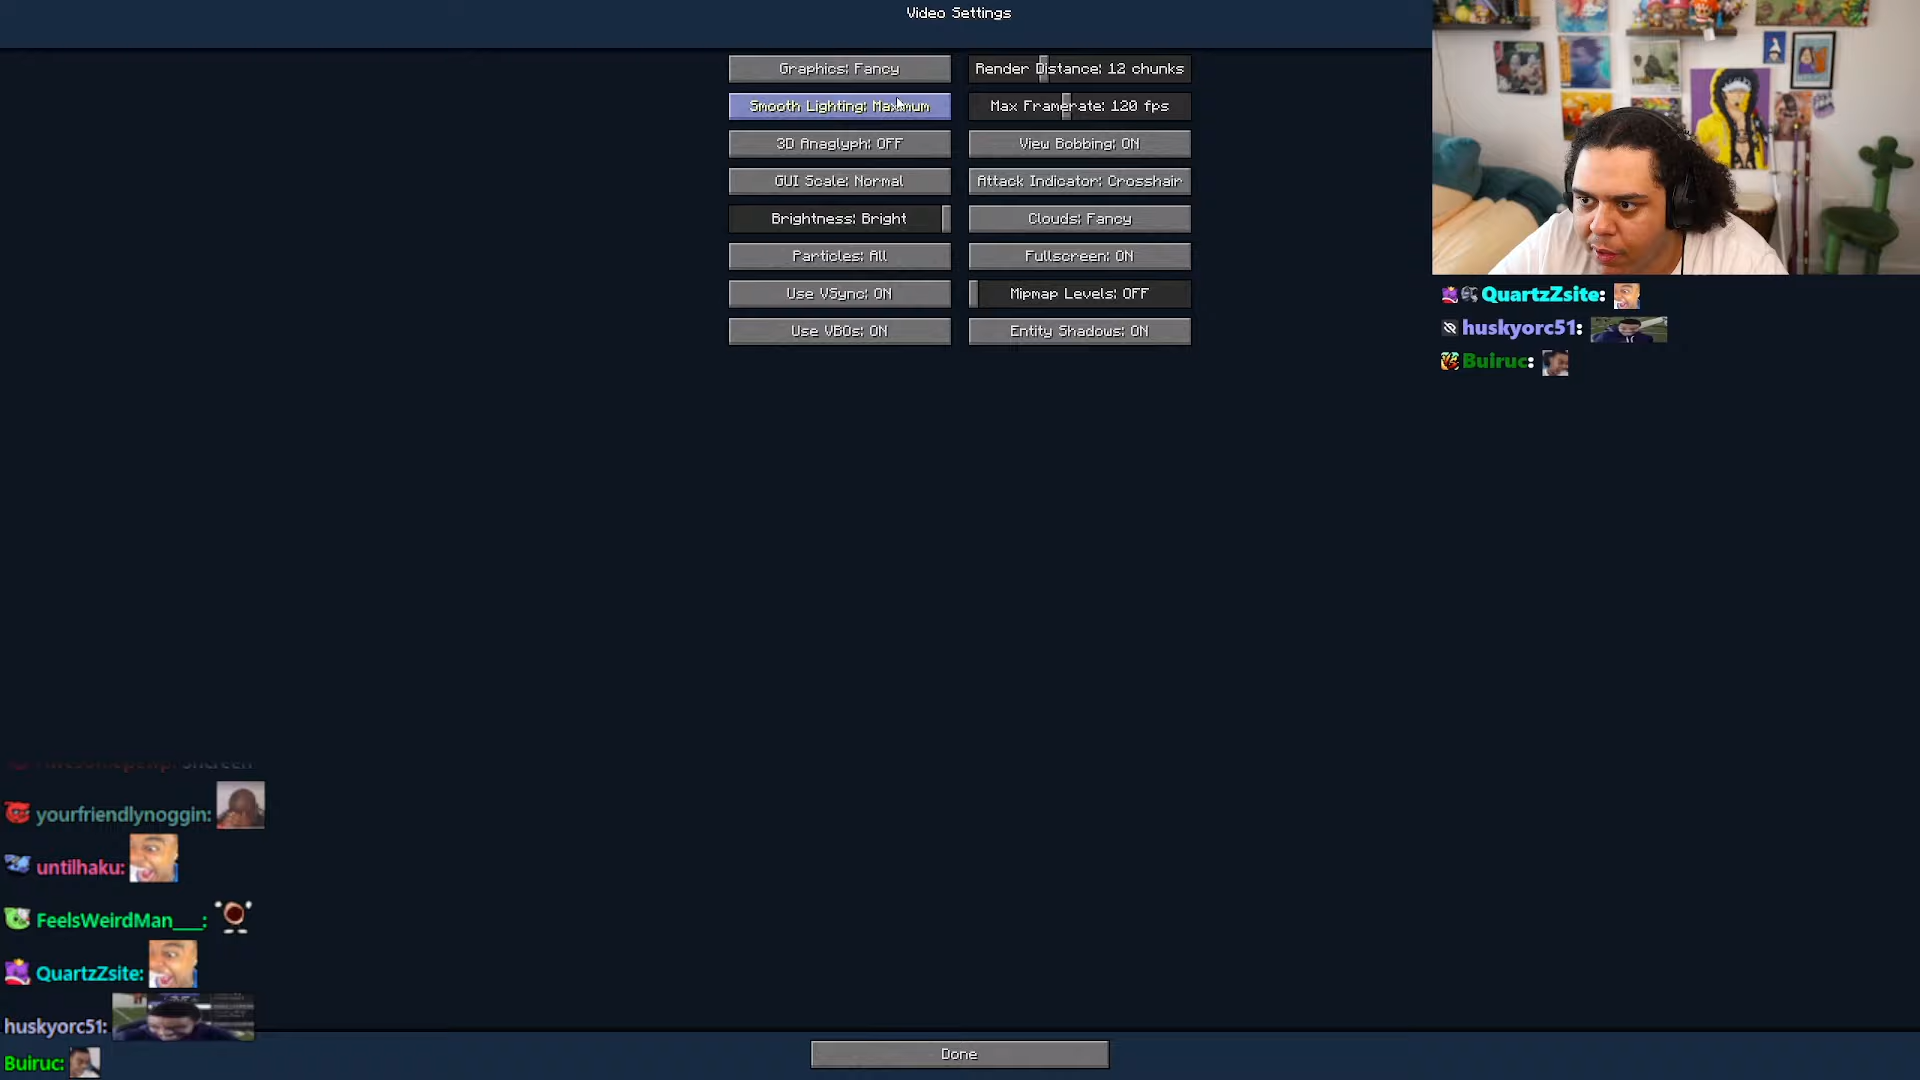 Video Settings
Graphics: Fancy
Render Distance: 12 chunks
Smooth Lighting: Maximum
Max Framerate: 120 fps
3D Anaglyph: OFF
View Bobbing: ON
GUI Scale: Normal
Attack Indicator: Crosshair
Brightness: Bright
Clouds: Fancy
Particles: All
Fullscreen: ON
Use VSync: ON
Mipmap Levels: OFF
Use VBOs: ON
Entity Shadows: ON
QuartzZsite:
huskyorc51:
Buiruc:
yourfriendlynoggin:
untilhaku:
FeelsWeirdMan___:
QuartzZsite:
huskyorc51:
Buiruc:
Done